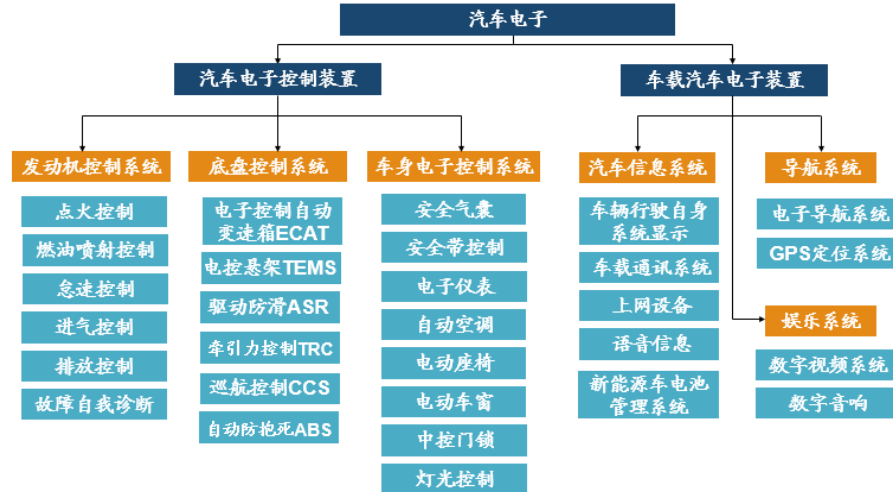 汽车电子
汽车电子控制装置
车载汽车电子装置
发动机控制系统
点火控制
燃油喷射控制
怠速控制
进气控制
排放控制
故障自我诊断
底盘控制系统
电子控制自动
变速箱ECAT
电控悬架TEMS
驱动防滑ASR
牵引力控制TRC
巡航控制CCS
自动防抱死ABS
车身电子控制系统
安全气囊
安全带控制
电子仪表
自动空调
电动座椅
电动车窗
中控门锁
灯光控制
汽车信息系统
车辆行驶自身
系统显示
车载通讯系统
上网设备
语音信息
新能源车电池
管理系统
导航系统
电子导航系统
GPS定位系统
娱乐系统
数字视频系统
数字音响